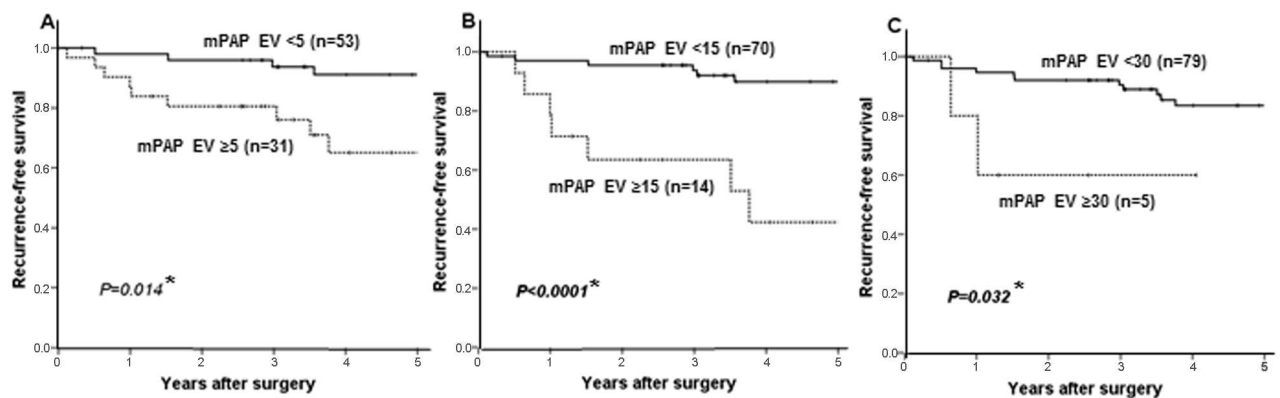 A
mPAP EV <5 (n=53)
mPAP EV ≥5 (n=31)
P=0.014*
Recurrence-free survival
1.0
0.8
0.6
0.4
0.2
0.0
0 1 2 3 4 5
Years after surgery
B
mPAP EV <15 (n=70)
mPAP EV ≥15 (n=14)
P<0.0001*
Recurrence-free survival
1.0
0.8
0.6
0.4
0.2
0.0
0 1 2 3 4 5
Years after surgery
C
mPAP EV <30 (n=79)
mPAP EV ≥30 (n=5)
P=0.032*
Recurrence-free survival
1.0
0.8
0.6
0.4
0.2
0.0
0 1 2 3 4 5
Years after surgery